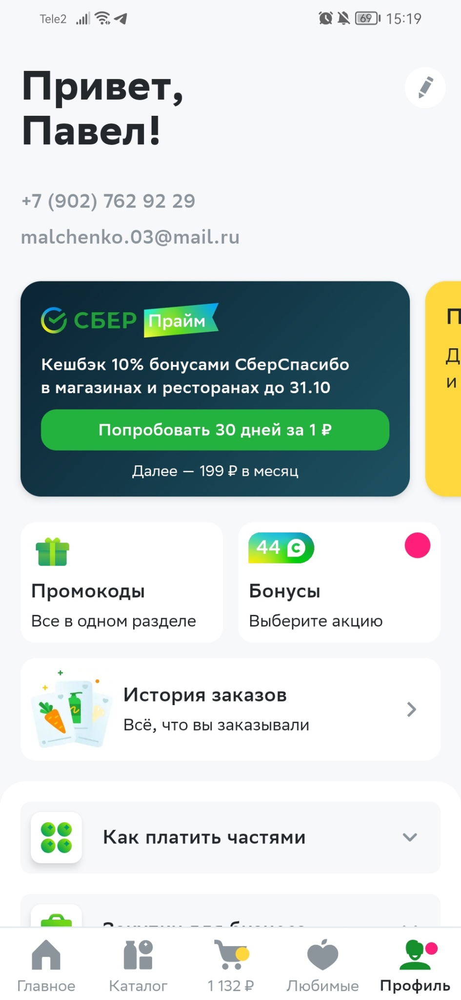 Tele2 69 15:19
Привет,
Павел!
+7 (902) 762 92 29
malchenko.03@mail.ru
СБЕР Прайм
Кешбэк 10% бонусами СберСпасибо
в магазинах и ресторанах до 31.10
Попробовать 30 дней за 1 ₽
Далее — 199 ₽ в месяц
П
Д
и
44
Промокоды
Все в одном разделе
Бонусы
Выберите акцию
История заказов
Всё, что вы заказывали
Как платить частями
Главное
Каталог
1 132 ₽
Любимые
Профиль